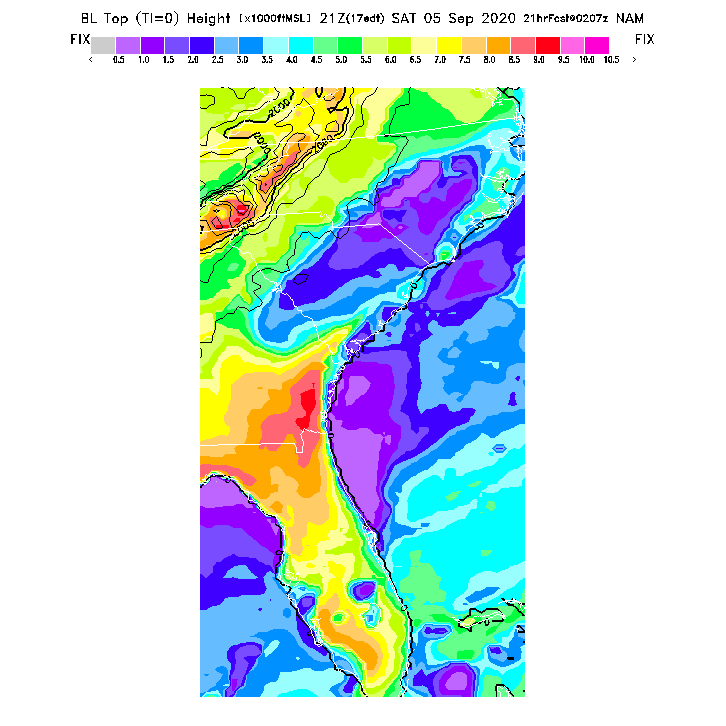 BL Top (TI=0) Height [x1000ftMSL] 21Z(17edt) SAT 05 Sep 2020 21hrFcst@0207z NAM
FIX FIX
< 0.5 1.0 1.5 2.0 2.5 3.0 3.5 4.0 4.5 5.0 5.5 6.0 6.5 7.0 7.5 8.0 8.5 9.0 9.5 10.0 10.5 >
2000
2000
2000